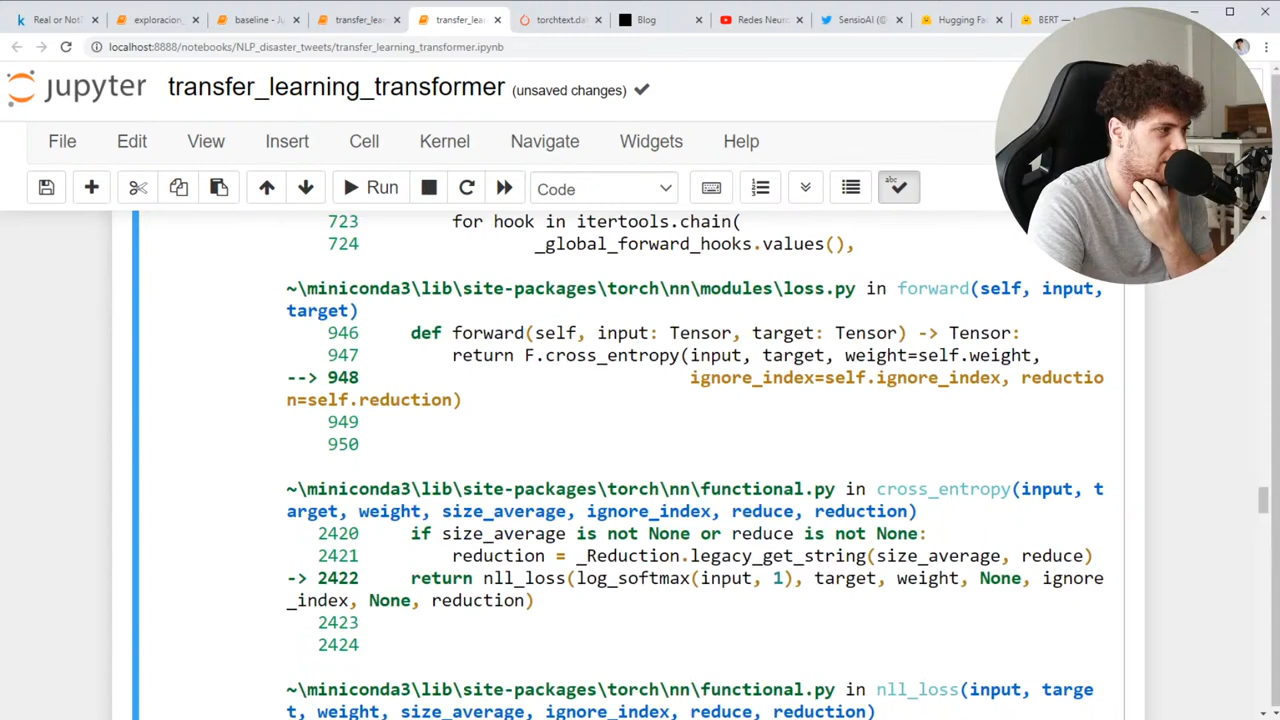 Real or Not?
exploracion_
baseline - Ju
transfer_lea
transfer_lea
torchtext.da
Blog
Redes Neur
SensioAI (@
Hugging Fa
BERT —
localhost:8888/notebooks/NLP_disaster_tweets/transfer_learning_transformer.ipynb
jupyter transfer_learning_transformer (unsaved changes)
File Edit View Insert Cell Kernel Navigate Widgets Help
Run Code abc
723 for hook in itertools.chain(
724 _global_forward_hooks.values(),
~\miniconda3\lib\site-packages\torch\nn\modules\loss.py in forward(self, input,
target)
946 def forward(self, input: Tensor, target: Tensor) -> Tensor:
947 return F.cross_entropy(input, target, weight=self.weight,
--> 948 ignore_index=self.ignore_index, reductio
n=self.reduction)
949
950
~\miniconda3\lib\site-packages\torch\nn\functional.py in cross_entropy(input, t
arget, weight, size_average, ignore_index, reduce, reduction)
2420 if size_average is not None or reduce is not None:
2421 reduction = _Reduction.legacy_get_string(size_average, reduce)
-> 2422 return nll_loss(log_softmax(input, 1), target, weight, None, ignore
_index, None, reduction)
2423
2424
~\miniconda3\lib\site-packages\torch\nn\functional.py in nll_loss(input, targe
t, weight, size_average, ignore_index, reduce, reduction)